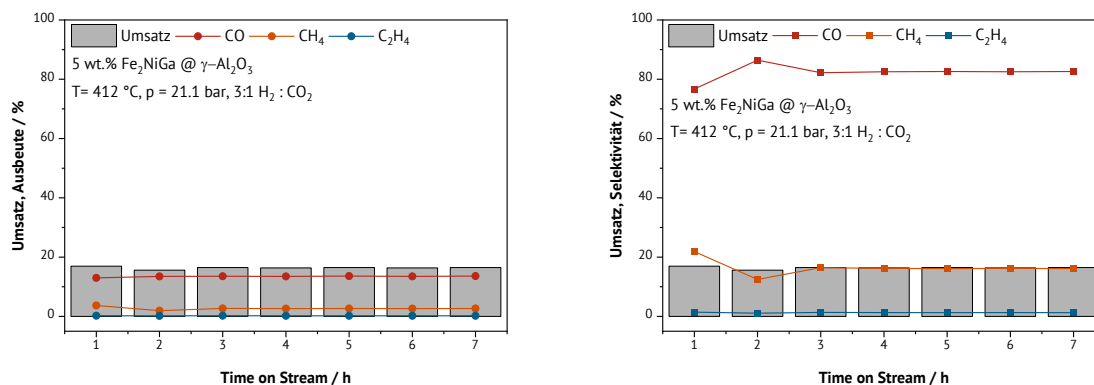 100
80
60
40
20
0
Umsatz, Ausbeute / %
Umsatz CO CH₄ C₂H₄
5 wt.% Fe₂NiGa @ γ–Al₂O₃
T= 412 °C, p = 21.1 bar, 3:1 H₂ : CO₂
1 2 3 4 5 6 7
Time on Stream / h
100
80
60
40
20
0
Umsatz, Selektivität / %
Umsatz CO CH₄ C₂H₄
5 wt.% Fe₂NiGa @ γ–Al₂O₃
T= 412 °C, p = 21.1 bar, 3:1 H₂ : CO₂
1 2 3 4 5 6 7
Time on Stream / h